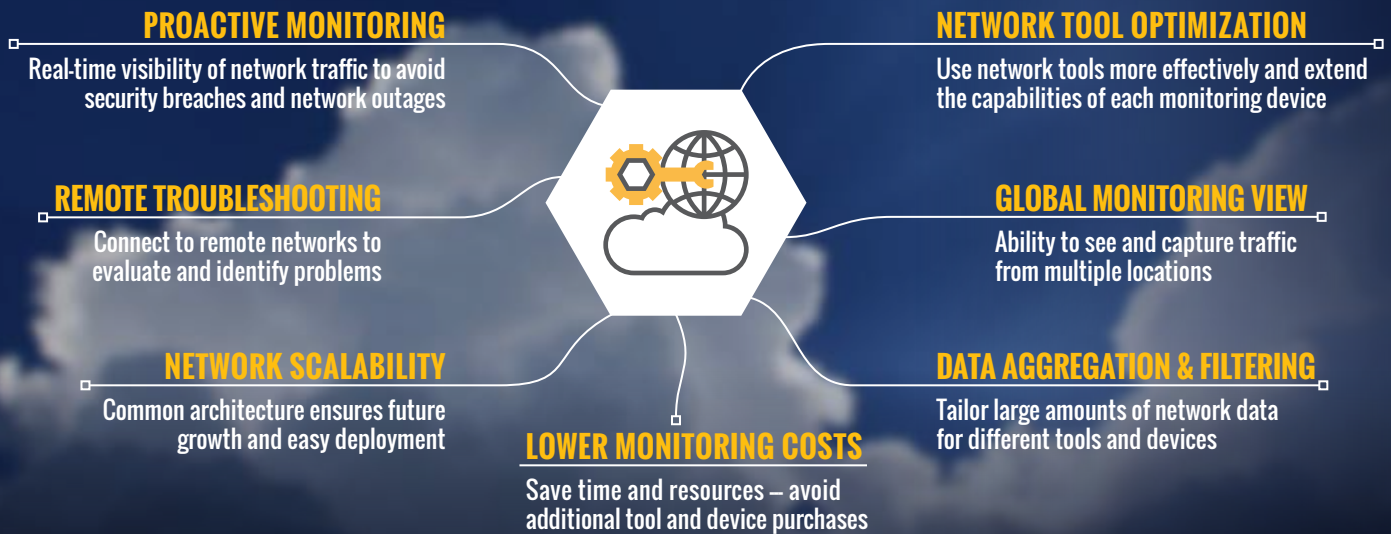 PROACTIVE MONITORING
Real-time visibility of network traffic to avoid
security breaches and network outages
REMOTE TROUBLESHOOTING
Connect to remote networks to
evaluate and identify problems
NETWORK SCALABILITY
Common architecture ensures future
growth and easy deployment
LOWER MONITORING COSTS
Save time and resources – avoid
additional tool and device purchases
NETWORK TOOL OPTIMIZATION
Use network tools more effectively and extend
the capabilities of each monitoring device
GLOBAL MONITORING VIEW
Ability to see and capture traffic
from multiple locations
DATA AGGREGATION & FILTERING
Tailor large amounts of network data
for different tools and devices